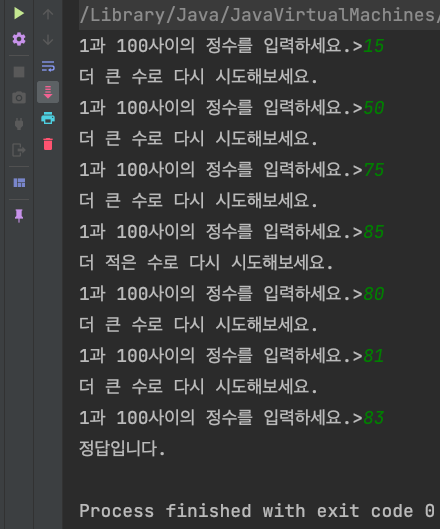 /Library/Java/JavaVirtualMachines/
1과 100사이의 정수를 입력하세요.>15
더 큰 수로 다시 시도해보세요.
1과 100사이의 정수를 입력하세요.>50
더 큰 수로 다시 시도해보세요.
1과 100사이의 정수를 입력하세요.>75
더 큰 수로 다시 시도해보세요.
1과 100사이의 정수를 입력하세요.>85
더 적은 수로 다시 시도해보세요.
1과 100사이의 정수를 입력하세요.>80
더 큰 수로 다시 시도해보세요.
1과 100사이의 정수를 입력하세요.>81
더 큰 수로 다시 시도해보세요.
1과 100사이의 정수를 입력하세요.>83
정답입니다.
Process finished with exit code 0